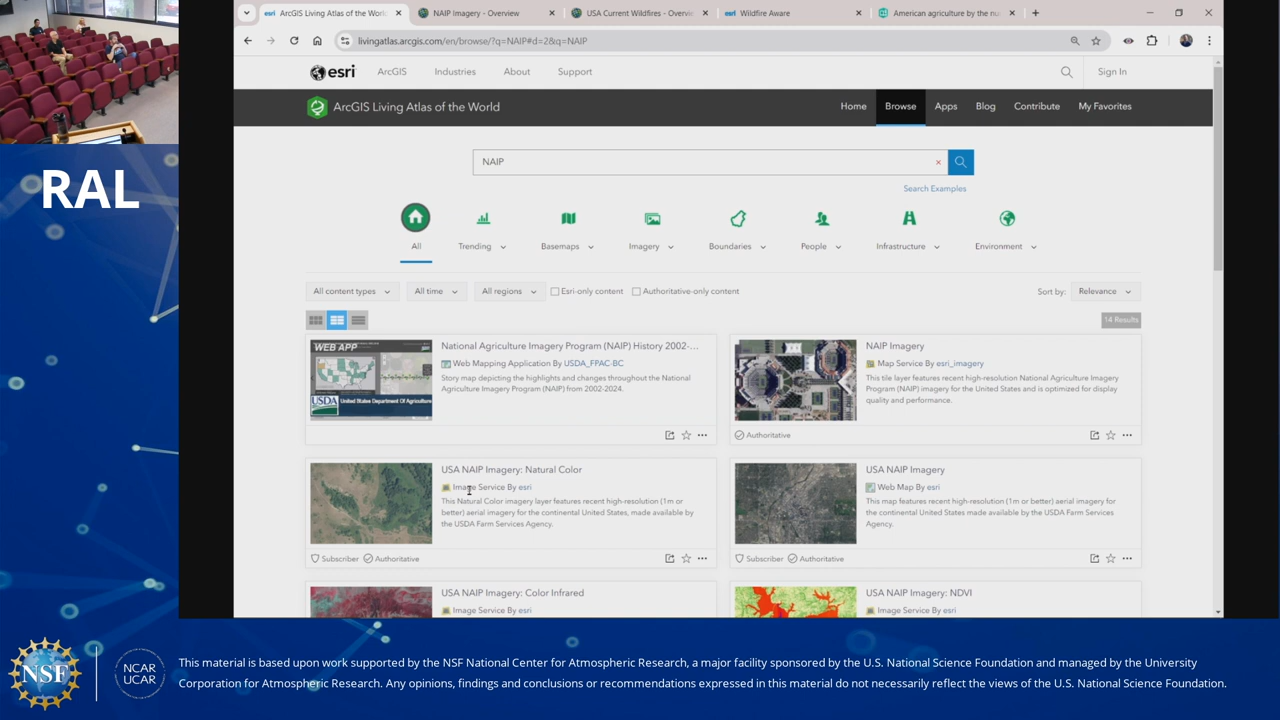 ArcGIS Living Atlas of the Worl
NAIP Imagery - Overview
USA Current Wildfires - Overvie
Wildfire Aware
American agriculture by the nu
livingatlas.arcgis.com/en/browse/?q=NAIP#d=2&q=NAIP
esri
ArcGIS
Industries
About
Support
Sign In
ArcGIS Living Atlas of the World
Home
Browse
Apps
Blog
Contribute
My Favorites
RAL
NAIP
Search Examples
All
Trending
Basemaps
Imagery
Boundaries
People
Infrastructure
Environment
All content types
All time
All regions
Esri-only content
Authoritative-only content
Sort by:
Relevance
14 Results
WEB APP
USDA
United States Department Of Agriculture
National Agriculture Imagery Program (NAIP) History 2002-...
Web Mapping Application By USDA_FPAC-BC
Story map depicting the highlights and changes throughout the National
Agriculture Imagery Program (NAIP) from 2002-2024.
NAIP Imagery
Map Service By esri_imagery
This tile layer features recent high-resolution National Agriculture Imagery
Program (NAIP) imagery for the United States and is optimized for display
quality and performance.
Authoritative
USA NAIP Imagery: Natural Color
Image Service By esri
This Natural Color imagery layer features recent high-resolution (1m or
better) aerial imagery for the continental United States, made available by
the USDA Farm Services Agency.
Subscriber
Authoritative
USA NAIP Imagery
Web Map By esri
This map features recent high-resolution (1m or better) aerial imagery for
the continental United States made available by the USDA Farm Services
Agency.
Subscriber
Authoritative
USA NAIP Imagery: Color Infrared
Image Service By esri
USA NAIP Imagery: NDVI
Image Service By esri
NSF
NCAR
UCAR
This material is based upon work supported by the NSF National Center for Atmospheric Research, a major facility sponsored by the U.S. National Science Foundation and managed by the University
Corporation for Atmospheric Research. Any opinions, findings and conclusions or recommendations expressed in this material do not necessarily reflect the views of the U.S. National Science Foundation.